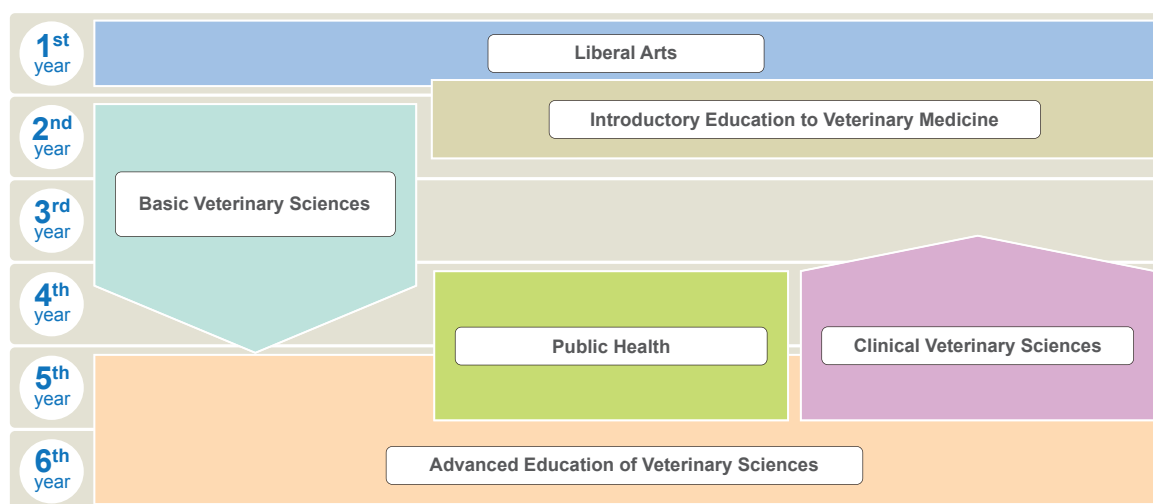 1st
year
Liberal Arts
2nd
year
Introductory Education to Veterinary Medicine
3rd
year
Basic Veterinary Sciences
4th
year
Public Health
Clinical Veterinary Sciences
5th
year
6th
year
Advanced Education of Veterinary Sciences